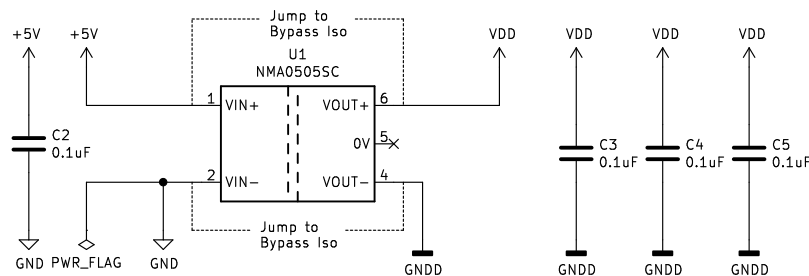 Jump to
Bypass Iso
+5V
+5V
U1
NMA0505SC
VDD
VDD
VDD
VDD
1
VIN+
VOUT+
6
C2
0.1uF
0V
5
C3
0.1uF
C4
0.1uF
C5
0.1uF
2
VIN-
VOUT-
4
Jump to
Bypass Iso
GND
PWR_FLAG
GND
GNDD
GNDD
GNDD
GNDD